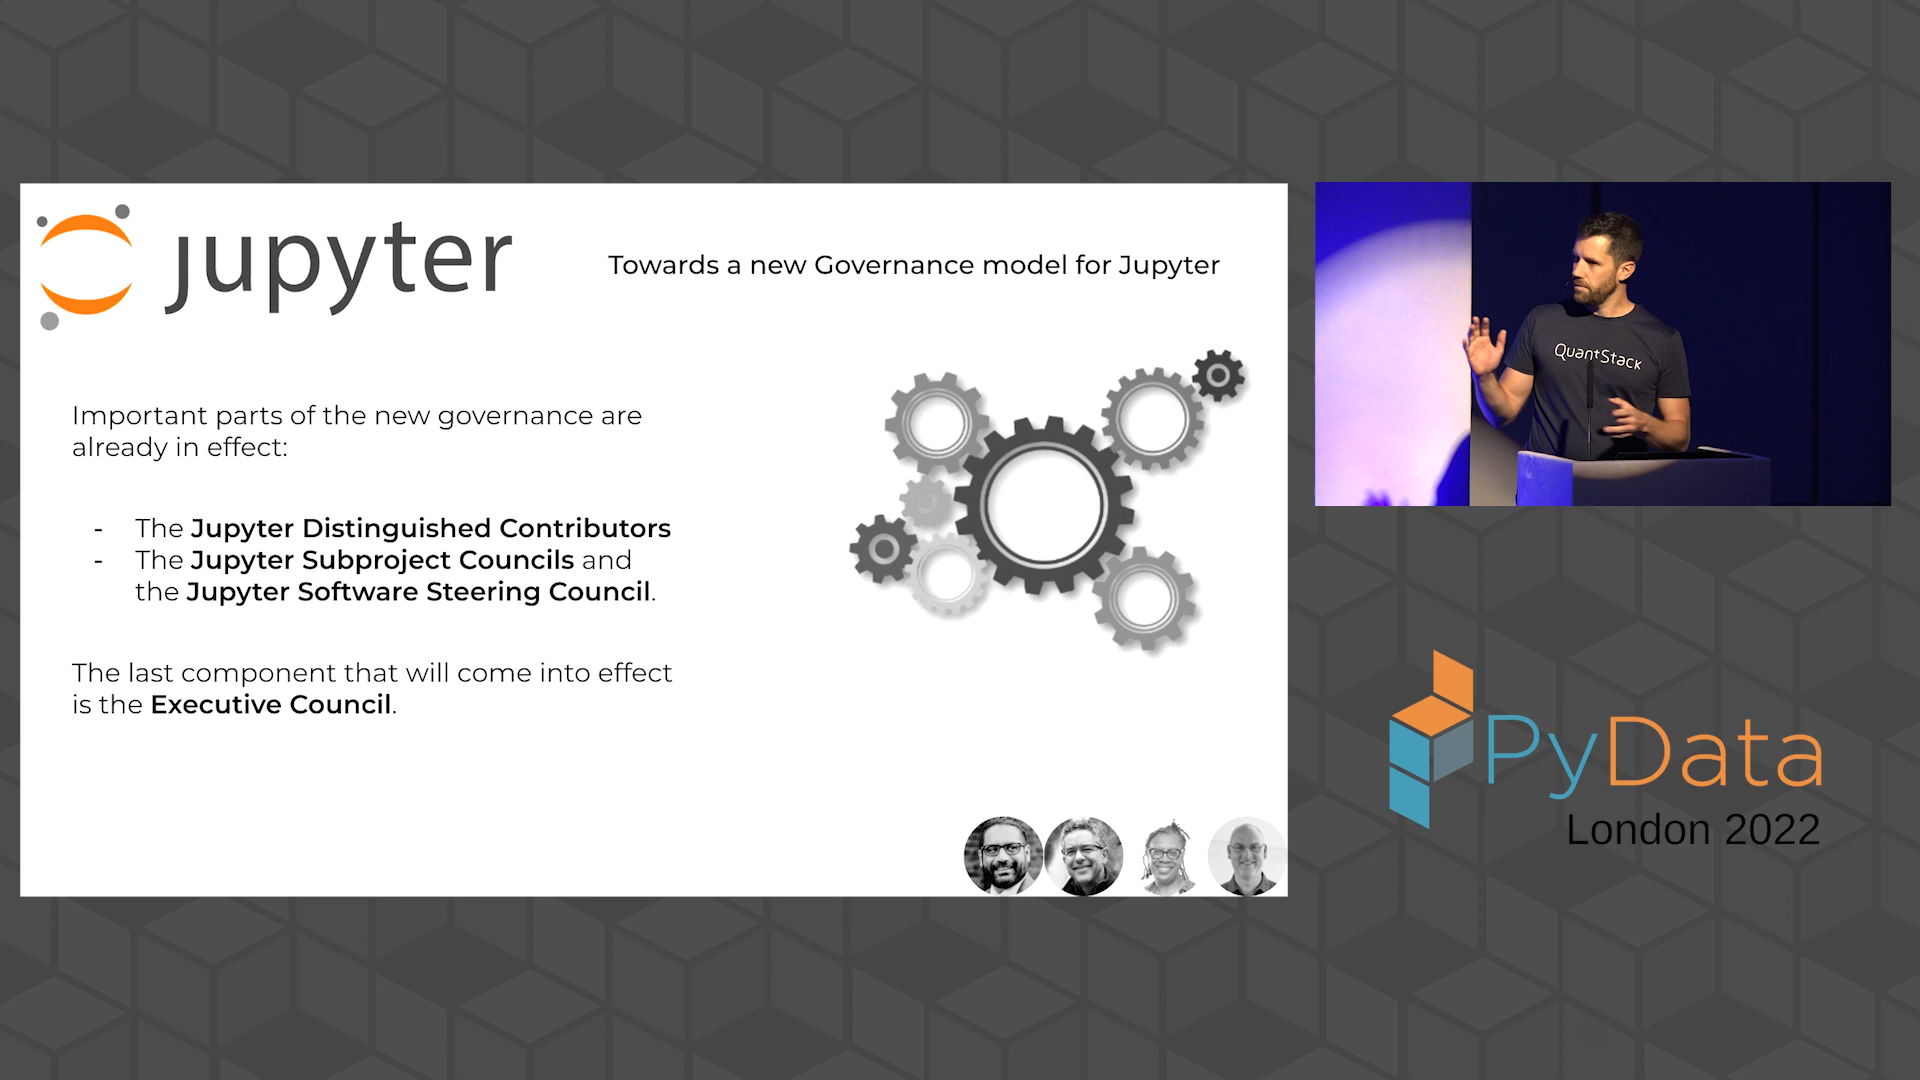 jupyter
Towards a new Governance model for Jupyter
Important parts of the new governance are
already in effect:
- The Jupyter Distinguished Contributors
- The Jupyter Subproject Councils and
the Jupyter Software Steering Council.
The last component that will come into effect
is the Executive Council.
QuantStack
PyData
London 2022